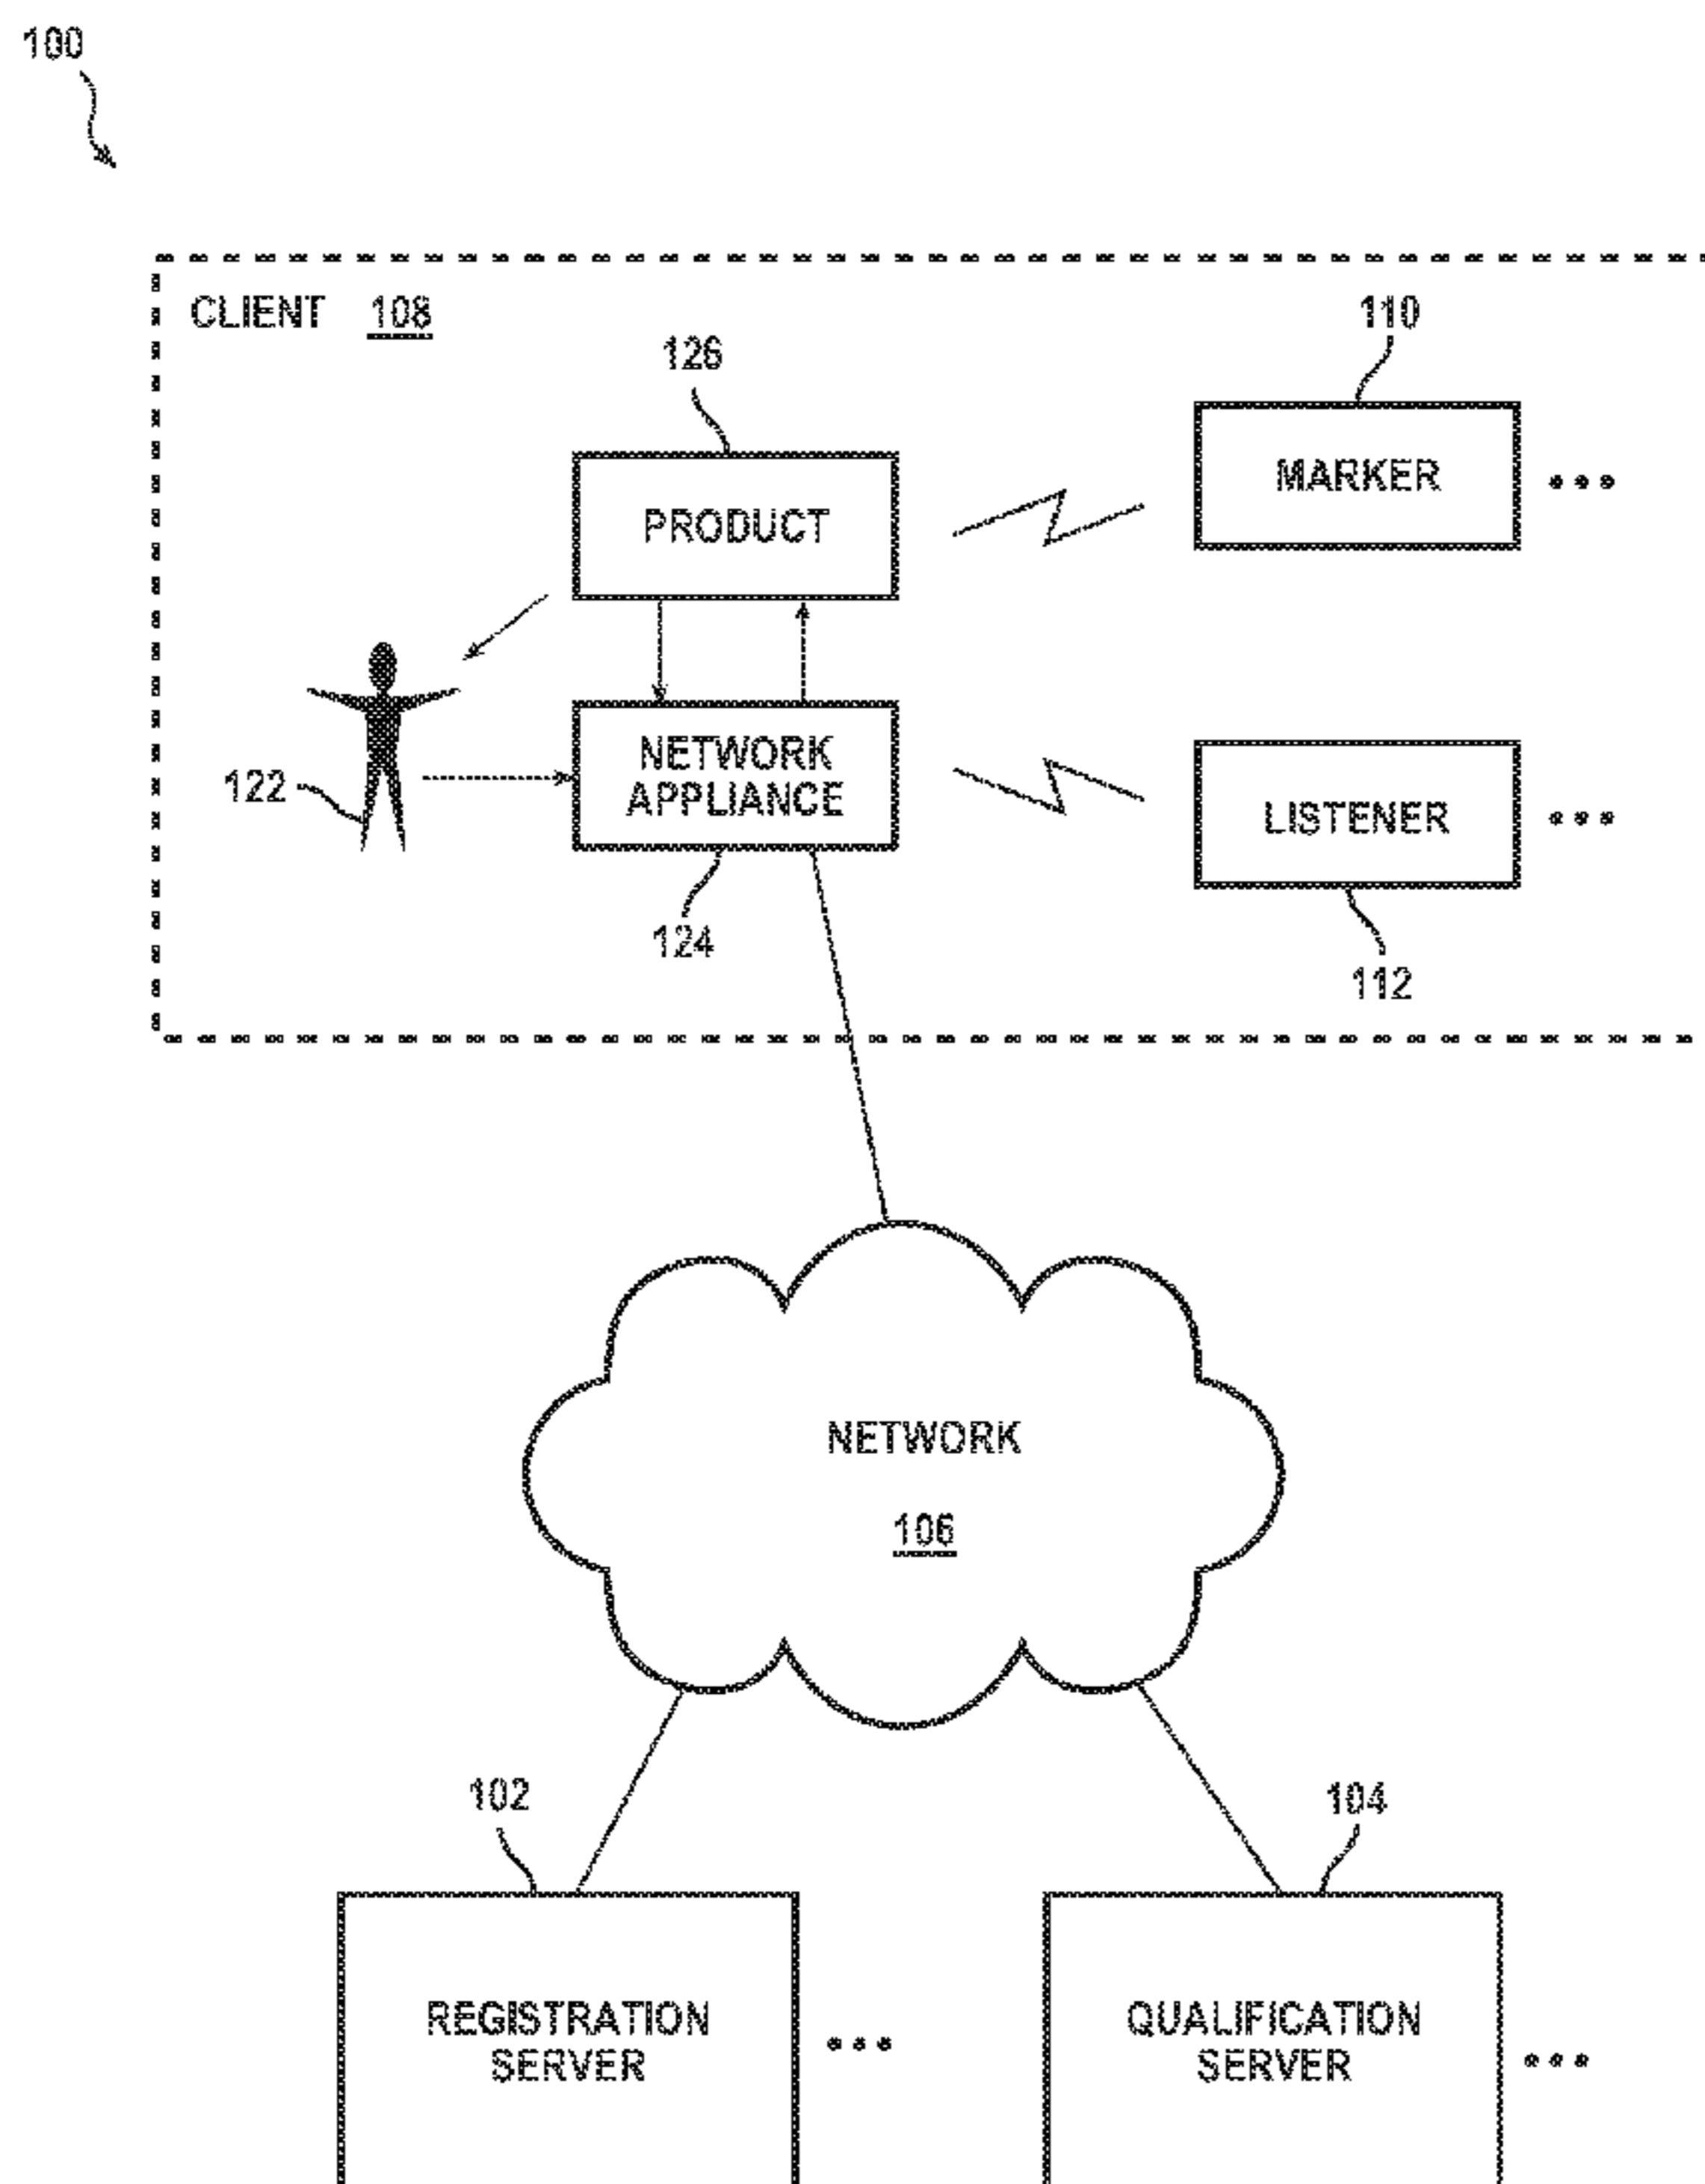 100
CLIENT 108
110
126
MARKER
PRODUCT
NETWORK
APPLIANCE
122
LISTENER
124
112
NETWORK
106
102
104
REGISTRATION
SERVER
QUALIFICATION
SERVER